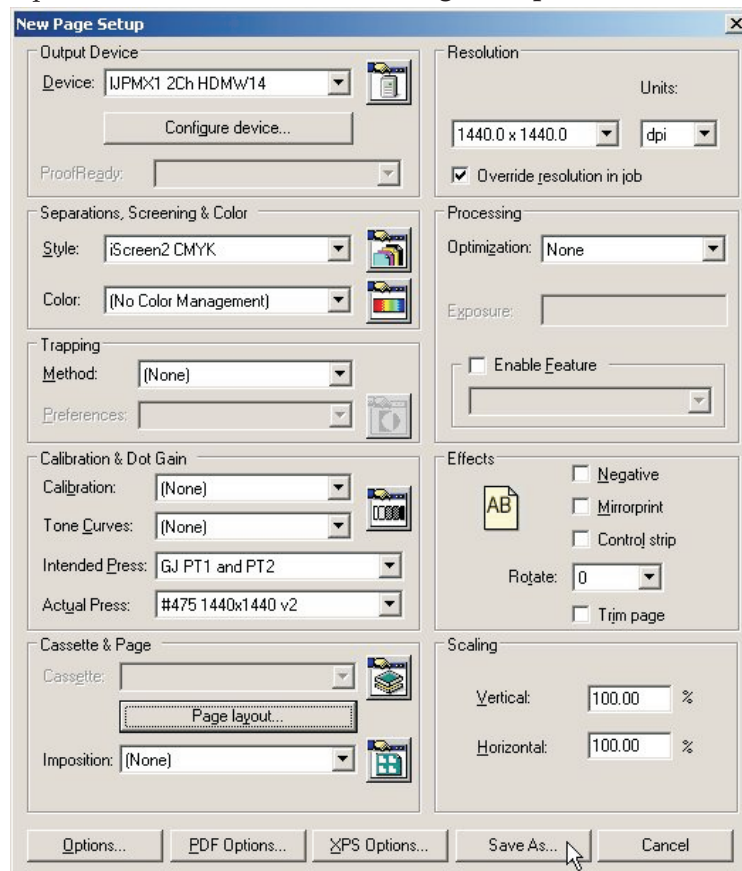 New Page Setup
Output Device
Device: IJPMX1 2Ch HDMW14
Configure device...
ProofReady:
Resolution
Units:
1440.0 x 1440.0 dpi
Override resolution in job
Separations, Screening & Color
Style: iScreen2 CMYK
Color: (No Color Management)
Processing
Optimization: None
Exposure:
Enable Feature
Trapping
Method: (None)
Preferences:
Calibration & Dot Gain
Calibration: (None)
Tone Curves: (None)
Intended Press: GJ PT1 and PT2
Actual Press: #475 1440x1440 v2
Effects
AB
Negative
Mirrorprint
Control strip
Rotate: 0
Trim page
Cassette & Page
Cassette:
Page layout...
Imposition: (None)
Scaling
Vertical: 100.00 %
Horizontal: 100.00 %
Options... PDF Options... XPS Options... Save As... Cancel